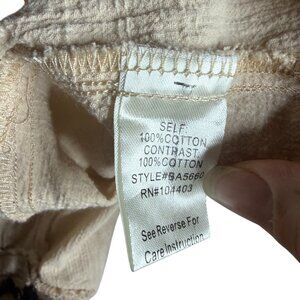 SELF:
100%COTTON
CONTRAST:
100%COTTON
STYLE#BA5660
RN#104403
See Reverse For
Care Instruction